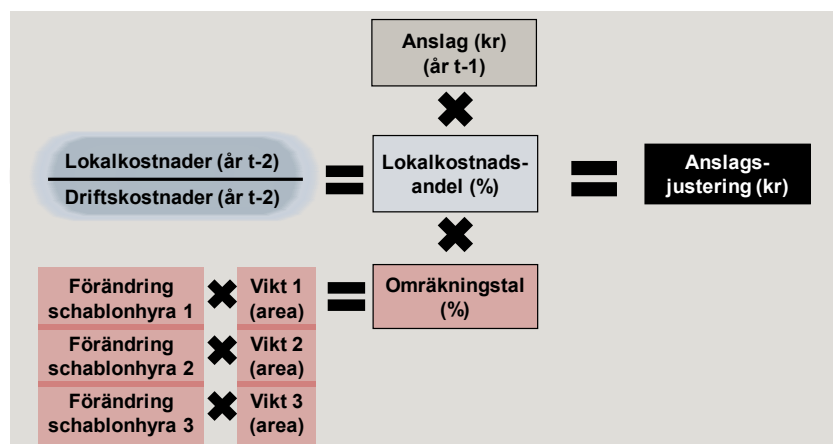 Anslag (kr)
(år t-1)
Lokalkostnader (år t-2)
Driftskostnader (år t-2)
Lokalkostnads-
andel (%)
Anslags-
justering (kr)
Förändring
schablonhyra 1
Vikt 1
(area)
Omräkningstal
(%)
Förändring
schablonhyra 2
Vikt 2
(area)
Förändring
schablonhyra 3
Vikt 3
(area)